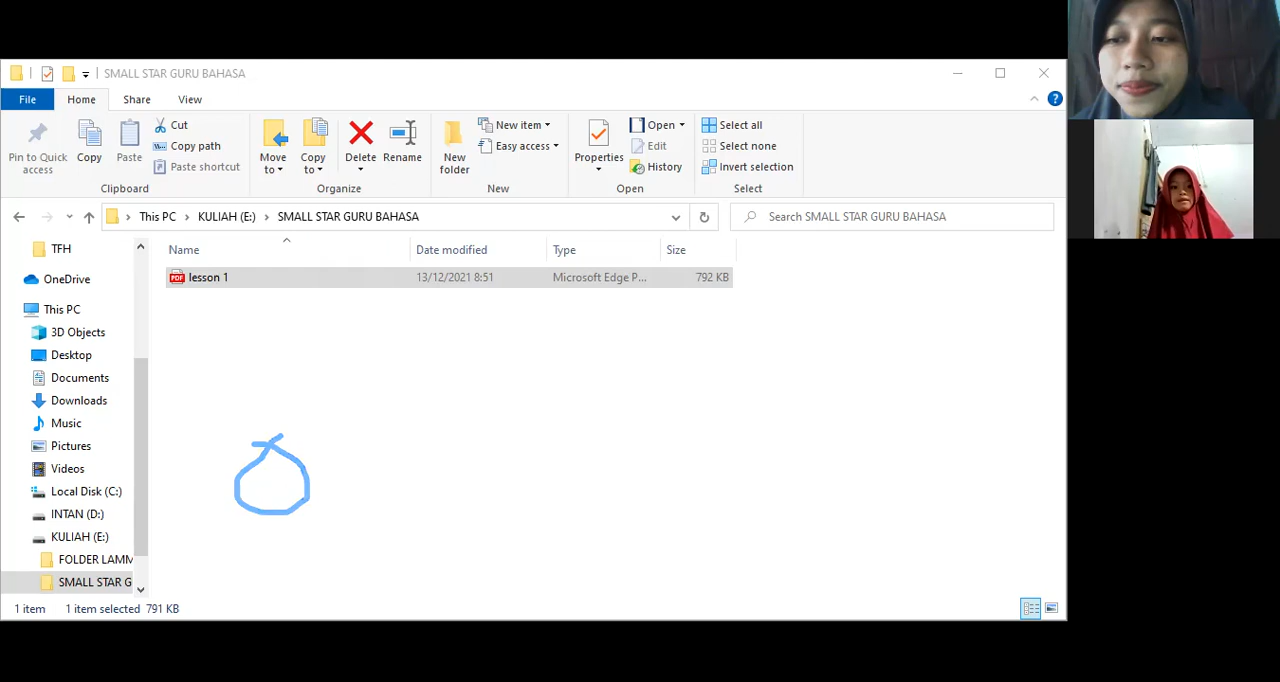 SMALL STAR GURU BAHASA
File Home Share View
Pin to Quick access
Copy
Paste
Cut
Copy path
Paste shortcut
Move to
Copy to
Delete
Rename
New folder
New item
Easy access
Properties
Open
Edit
History
Select all
Select none
Invert selection
Clipboard Organize New Open Select
This PC KULIAH (E:) SMALL STAR GURU BAHASA Search SMALL STAR GURU BAHASA
Name Date modified Type Size
PDF lesson 1 13/12/2021 8:51 Microsoft Edge P... 792 KB
TFH
OneDrive
This PC
3D Objects
Desktop
Documents
Downloads
Music
Pictures
Videos
Local Disk (C:)
INTAN (D:)
KULIAH (E:)
FOLDER LAMM
SMALL STAR G
1 item 1 item selected 791 KB